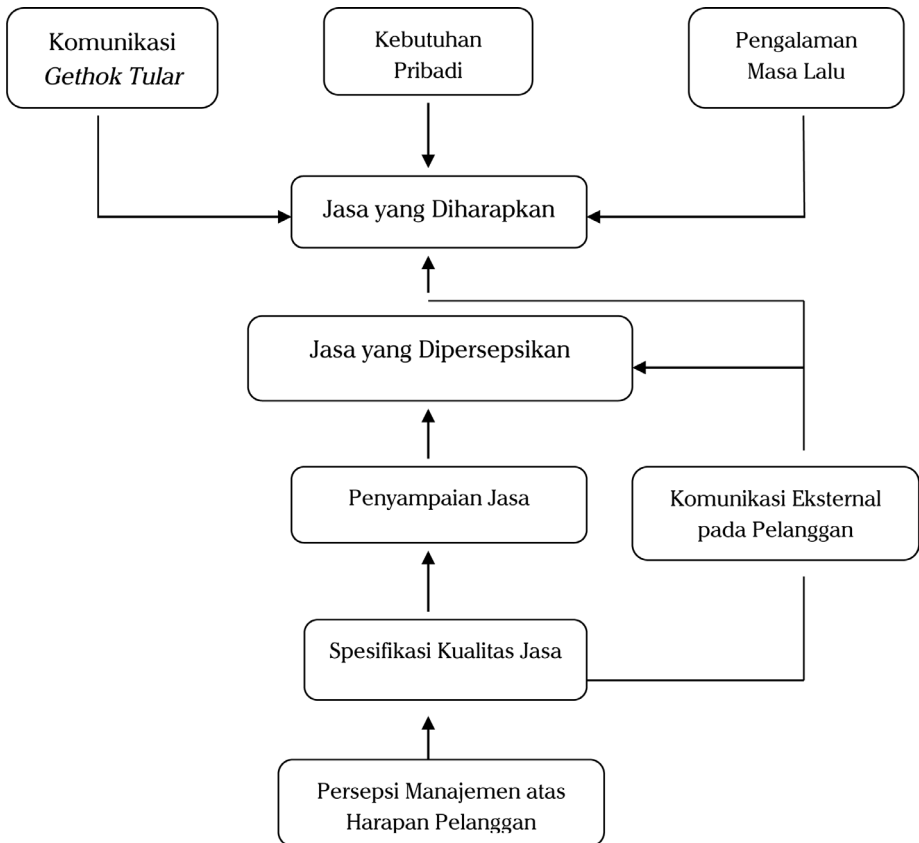 Komunikasi
Gethok Tular
Kebutuhan
Pribadi
Pengalaman
Masa Lalu
Jasa yang Diharapkan
Jasa yang Dipersepsikan
Penyampaian Jasa
Komunikasi Eksternal
pada Pelanggan
Spesifikasi Kualitas Jasa
Persepsi Manajemen atas
Harapan Pelanggan